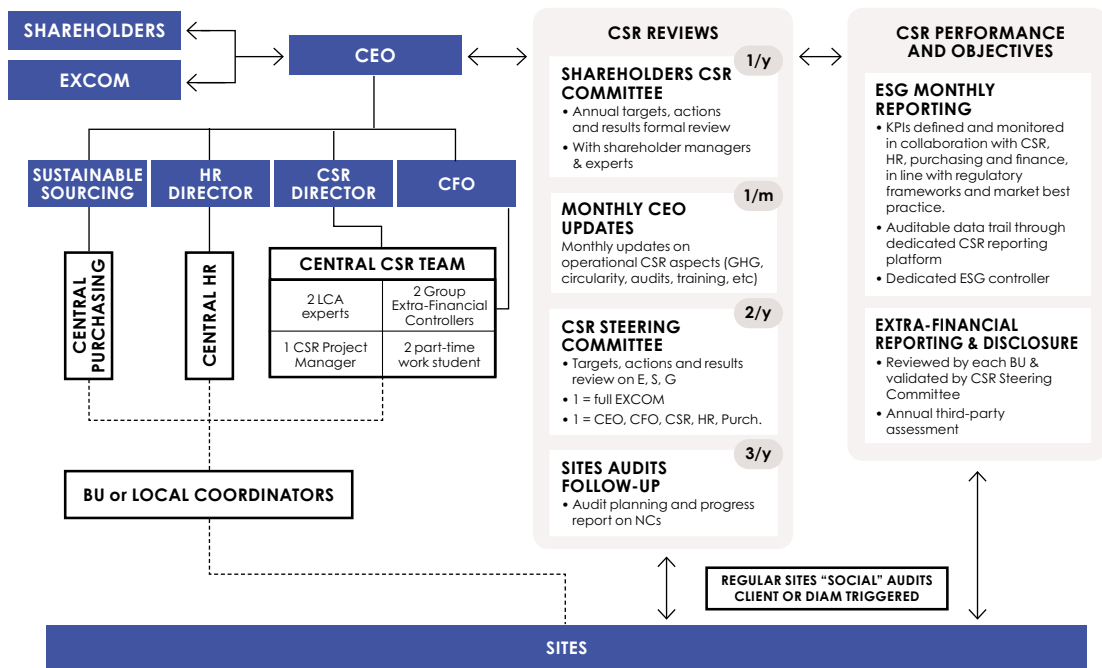 SHAREHOLDERS
EXCOM
CEO
SUSTAINABLE
SOURCING
HR
DIRECTOR
CSR
DIRECTOR
CFO
CENTRAL
PURCHASING
CENTRAL HR
CENTRAL CSR TEAM
2 LCA
experts
2 Group
Extra-Financial
Controllers
1 CSR Project
Manager
2 part-time
work student
BU or LOCAL COORDINATORS
CSR REVIEWS
1/y
SHAREHOLDERS CSR
COMMITTEE
• Annual targets, actions
and results formal review
• With shareholder managers
& experts
1/m
MONTHLY CEO
UPDATES
Monthly updates on
operational CSR aspects (GHG,
circularity, audits, training, etc)
2/y
CSR STEERING
COMMITTEE
• Targets, actions and results
review on E, S, G
• 1 = full EXCOM
• 1 = CEO, CFO, CSR, HR, Purch.
3/y
SITES AUDITS
FOLLOW-UP
• Audit planning and progress
report on NCs
CSR PERFORMANCE
AND OBJECTIVES
ESG MONTHLY
REPORTING
• KPIs defined and monitored
in collaboration with CSR,
HR, purchasing and finance,
in line with regulatory
frameworks and market best
practice.
• Auditable data trail through
dedicated CSR reporting
platform
• Dedicated ESG controller
EXTRA-FINANCIAL
REPORTING & DISCLOSURE
• Reviewed by each BU &
validated by CSR Steering
Committee
• Annual third-party
assessment
REGULAR SITES “SOCIAL” AUDITS
CLIENT OR DIAM TRIGGERED
SITES